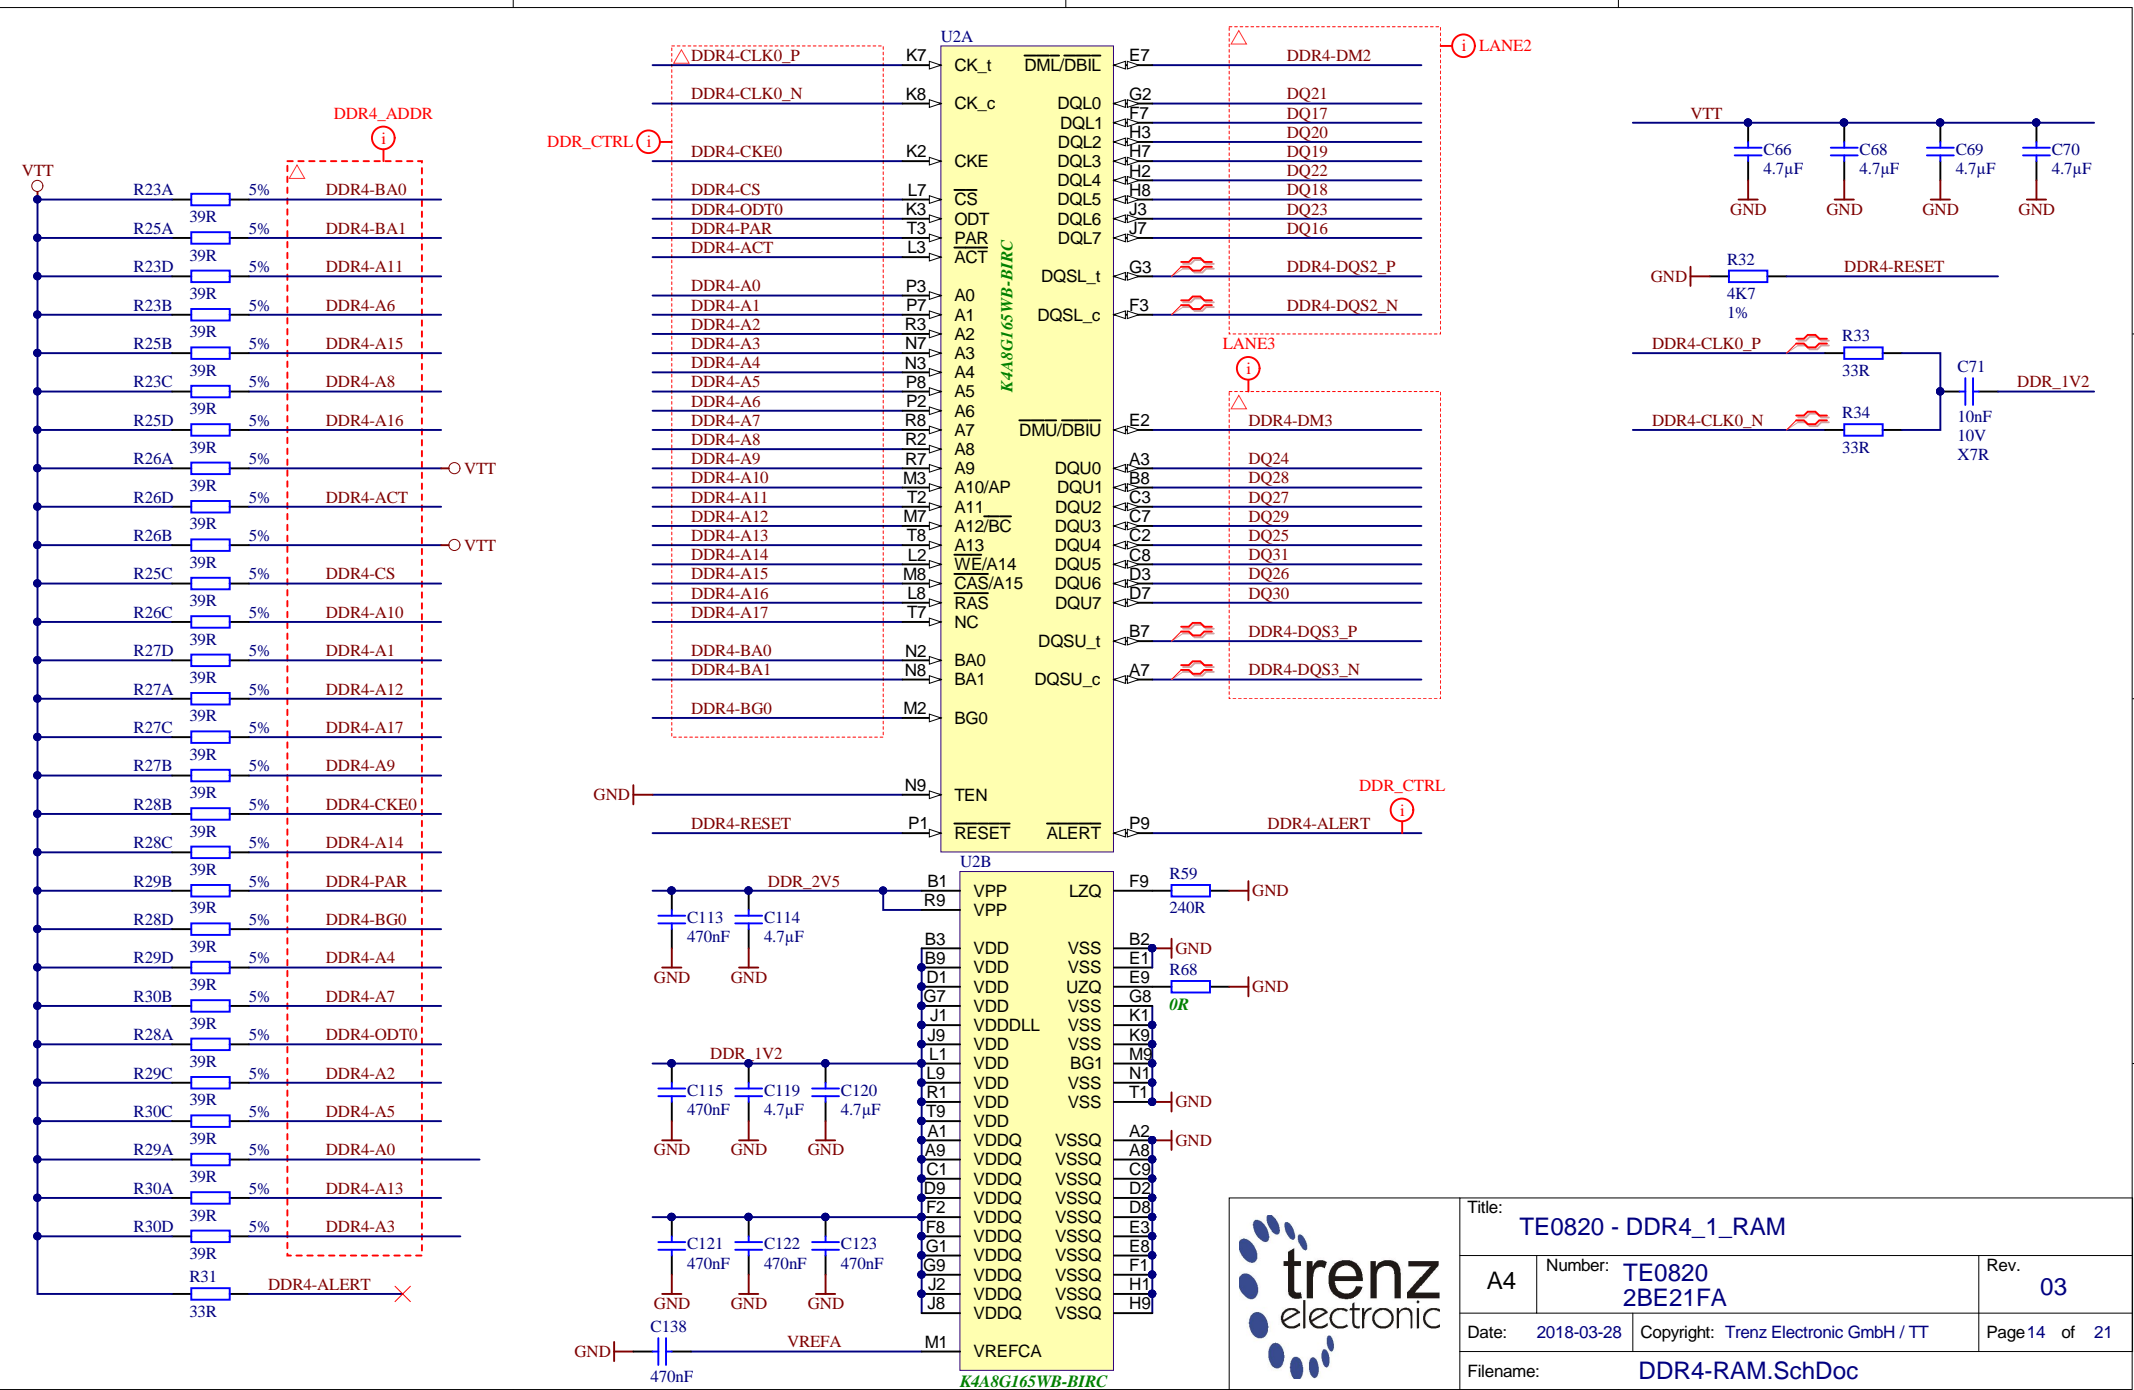 DDR4_ADDR
i
VTT
R23A 5% DDR4-BA0
39R
R25A 5% DDR4-BA1
39R
R23D 5% DDR4-A11
39R
R23B 5% DDR4-A6
39R
R25B 5% DDR4-A15
39R
R23C 5% DDR4-A8
39R
R25D 5% DDR4-A16
39R
R26A 5% VTT
39R
R26D 5% DDR4-ACT
39R
R26B 5% VTT
39R
R25C 5% DDR4-CS
39R
R26C 5% DDR4-A10
39R
R27D 5% DDR4-A1
39R
R27A 5% DDR4-A12
39R
R27C 5% DDR4-A17
39R
R27B 5% DDR4-A9
39R
R28B 5% DDR4-CKE0
39R
R28C 5% DDR4-A14
39R
R29B 5% DDR4-PAR
39R
R28D 5% DDR4-BG0
39R
R29D 5% DDR4-A4
39R
R30B 5% DDR4-A7
39R
R28A 5% DDR4-ODT0
39R
R29C 5% DDR4-A2
39R
R30C 5% DDR4-A5
39R
R29A 5% DDR4-A0
39R
R30A 5% DDR4-A13
39R
R30D 5% DDR4-A3
39R
R31 DDR4-ALERT
33R
U2A
DDR_CTRL i
DDR4-CLK0_P K7 CK_t
DDR4-CLK0_N K8 CK_c
DDR4-CKE0 K2 CKE
DDR4-CS L7 CS
DDR4-ODT0 K3 ODT
DDR4-PAR T3 PAR
DDR4-ACT L3 ACT
DDR4-A0 P3 A0
DDR4-A1 P7 A1
DDR4-A2 R3 A2
DDR4-A3 N7 A3
DDR4-A4 N3 A4
DDR4-A5 P8 A5
DDR4-A6 P2 A6
DDR4-A7 R8 A7
DDR4-A8 R2 A8
DDR4-A9 R7 A9
DDR4-A10 M3 A10/AP
DDR4-A11 T2 A11
DDR4-A12 M7 A12/BC
DDR4-A13 T8 A13
DDR4-A14 L2 WE/A14
DDR4-A15 M8 CAS/A15
DDR4-A16 L8 RAS
DDR4-A17 T7 NC
DDR4-BA0 N2 BA0
DDR4-BA1 N8 BA1
DDR4-BG0 M2 BG0
GND N9 TEN
DDR4-RESET P1 RESET
K4A8G165WB-BIRC
i LANE2
DML/DBIL E7 DDR4-DM2
DQL0 G2 DQ21
DQL1 F7 DQ17
DQL2 H3 DQ20
DQL3 H7 DQ19
DQL4 H2 DQ22
DQL5 H8 DQ18
DQL6 J3 DQ23
DQL7 J7 DQ16
DQSL_t G3 DDR4-DQS2_P
DQSL_c F3 DDR4-DQS2_N
LANE3
i
DMU/DBIU E2 DDR4-DM3
DQU0 A3 DQ24
DQU1 B8 DQ28
DQU2 C3 DQ27
DQU3 C7 DQ29
DQU4 C2 DQ25
DQU5 C8 DQ31
DQU6 D3 DQ26
DQU7 D7 DQ30
DQSU_t B7 DDR4-DQS3_P
DQSU_c A7 DDR4-DQS3_N
DDR_CTRL
i
ALERT P9 DDR4-ALERT
U2B
DDR_2V5 B1 VPP
R9 VPP
C113 C114
470nF 4.7µF
GND GND
B3 VDD
B9 VDD
D1 VDD
G7 VDD
J1 VDDDLL
J9 VDD
DDR_1V2 L1 VDD
L9 VDD
R1 VDD
T9 VDD
C115 C119 C120
470nF 4.7µF 4.7µF
GND GND GND
A1 VDDQ
A9 VDDQ
C1 VDDQ
D9 VDDQ
F2 VDDQ
F8 VDDQ
G1 VDDQ
G9 VDDQ
J2 VDDQ
J8 VDDQ
C121 C122 C123
470nF 470nF 470nF
GND GND GND
C138
GND VREFA M1 VREFCA
470nF
K4A8G165WB-BIRC
LZQ F9 R59 GND
240R
VSS B2 GND
VSS E1
UZQ E9 R68 GND
0R
VSS G8
VSS K1
VSS K9
BG1 M9
VSS N1
VSS T1 GND
VSSQ A2 GND
VSSQ A8
VSSQ C9
VSSQ D2
VSSQ D8
VSSQ E3
VSSQ E8
VSSQ F1
VSSQ H1
VSSQ H9
VTT
C66 C68 C69 C70
4.7µF 4.7µF 4.7µF 4.7µF
GND GND GND GND
GND R32 DDR4-RESET
4K7
1%
DDR4-CLK0_P R33
33R
C71 DDR_1V2
10nF
10V
X7R
DDR4-CLK0_N R34
33R
trenz
electronic
Title:
TE0820 - DDR4_1_RAM
A4 Number: TE0820
2BE21FA
Rev.
03
Date: 2018-03-28 Copyright: Trenz Electronic GmbH / TT Page 14 of 21
Filename: DDR4-RAM.SchDoc